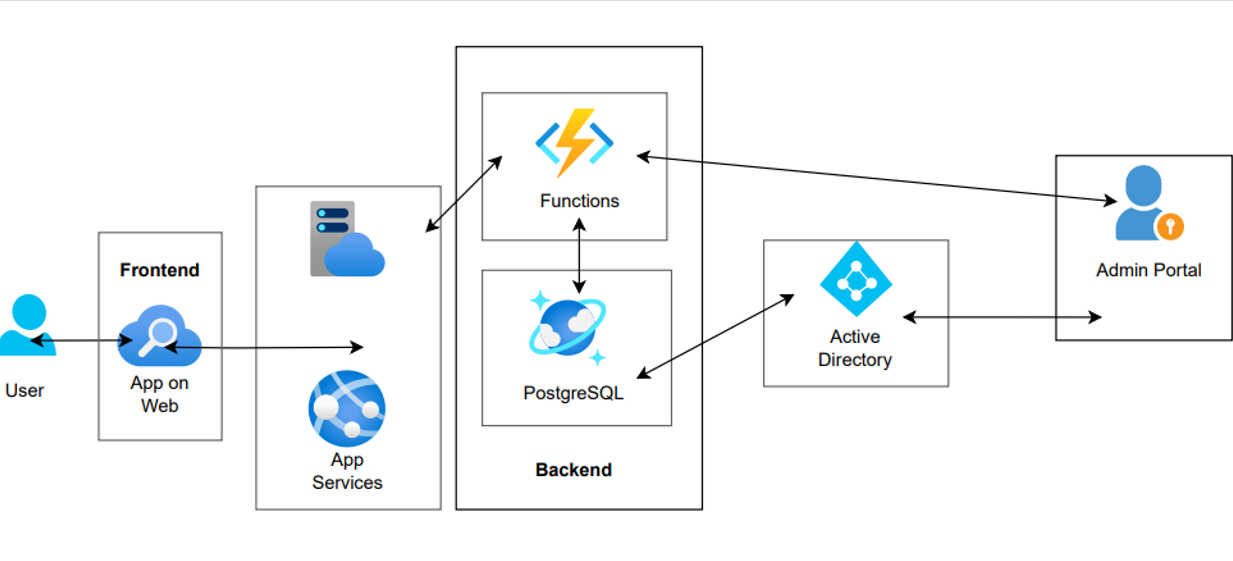 User
Frontend
App on
Web
App
Services
Functions
PostgreSQL
Backend
Active
Directory
Admin Portal